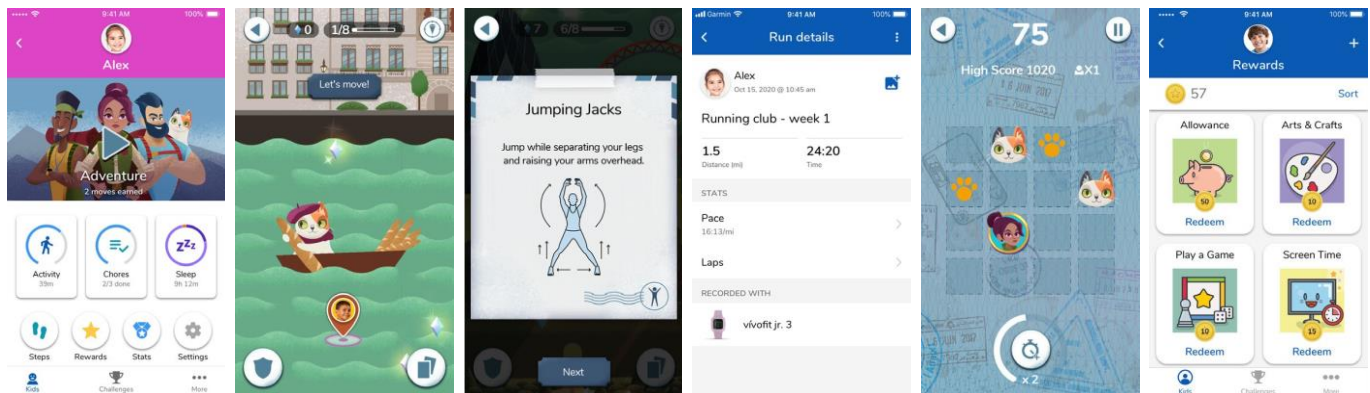 9:41 AM
100%
Alex
Adventure
2 moves earned
Activity
39m
Chores
2/3 done
zZz
Sleep
9h 12m
Steps
Rewards
Stats
Settings
Kids
Challenges
More
0
1/8
Let's move!
7
6/8
Jumping Jacks
Jump while separating your legs
and raising your arms overhead.
Next
Garmin
9:41 AM
100%
Run details
Alex
Oct 15, 2020 @ 10:45 am
Running club - week 1
1.5
Distance (mi)
24:20
Time
STATS
Pace
16:13/mi
Laps
RECORDED WITH
vívofit jr. 3
75
High Score 1020
X1
x 2
9:41 AM
100%
Rewards
57
Sort
Allowance
50
Redeem
Arts & Crafts
10
Redeem
Play a Game
10
Redeem
Screen Time
15
Redeem
Kids
Challenges
More